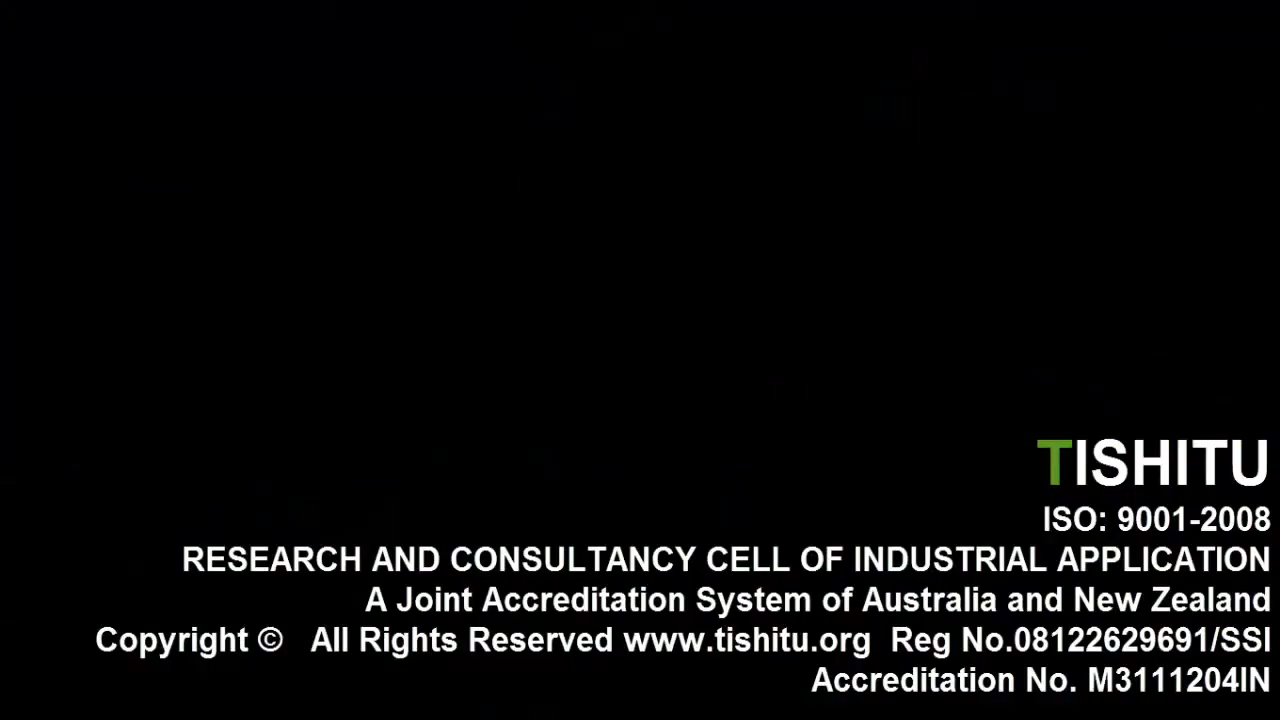 TISHITU
ISO: 9001-2008
RESEARCH AND CONSULTANCY CELL OF INDUSTRIAL APPLICATION
A Joint Accreditation System of Australia and New Zealand
Copyright © All Rights Reserved www.tishitu.org Reg No.08122629691/SSI
Accreditation No. M3111204IN